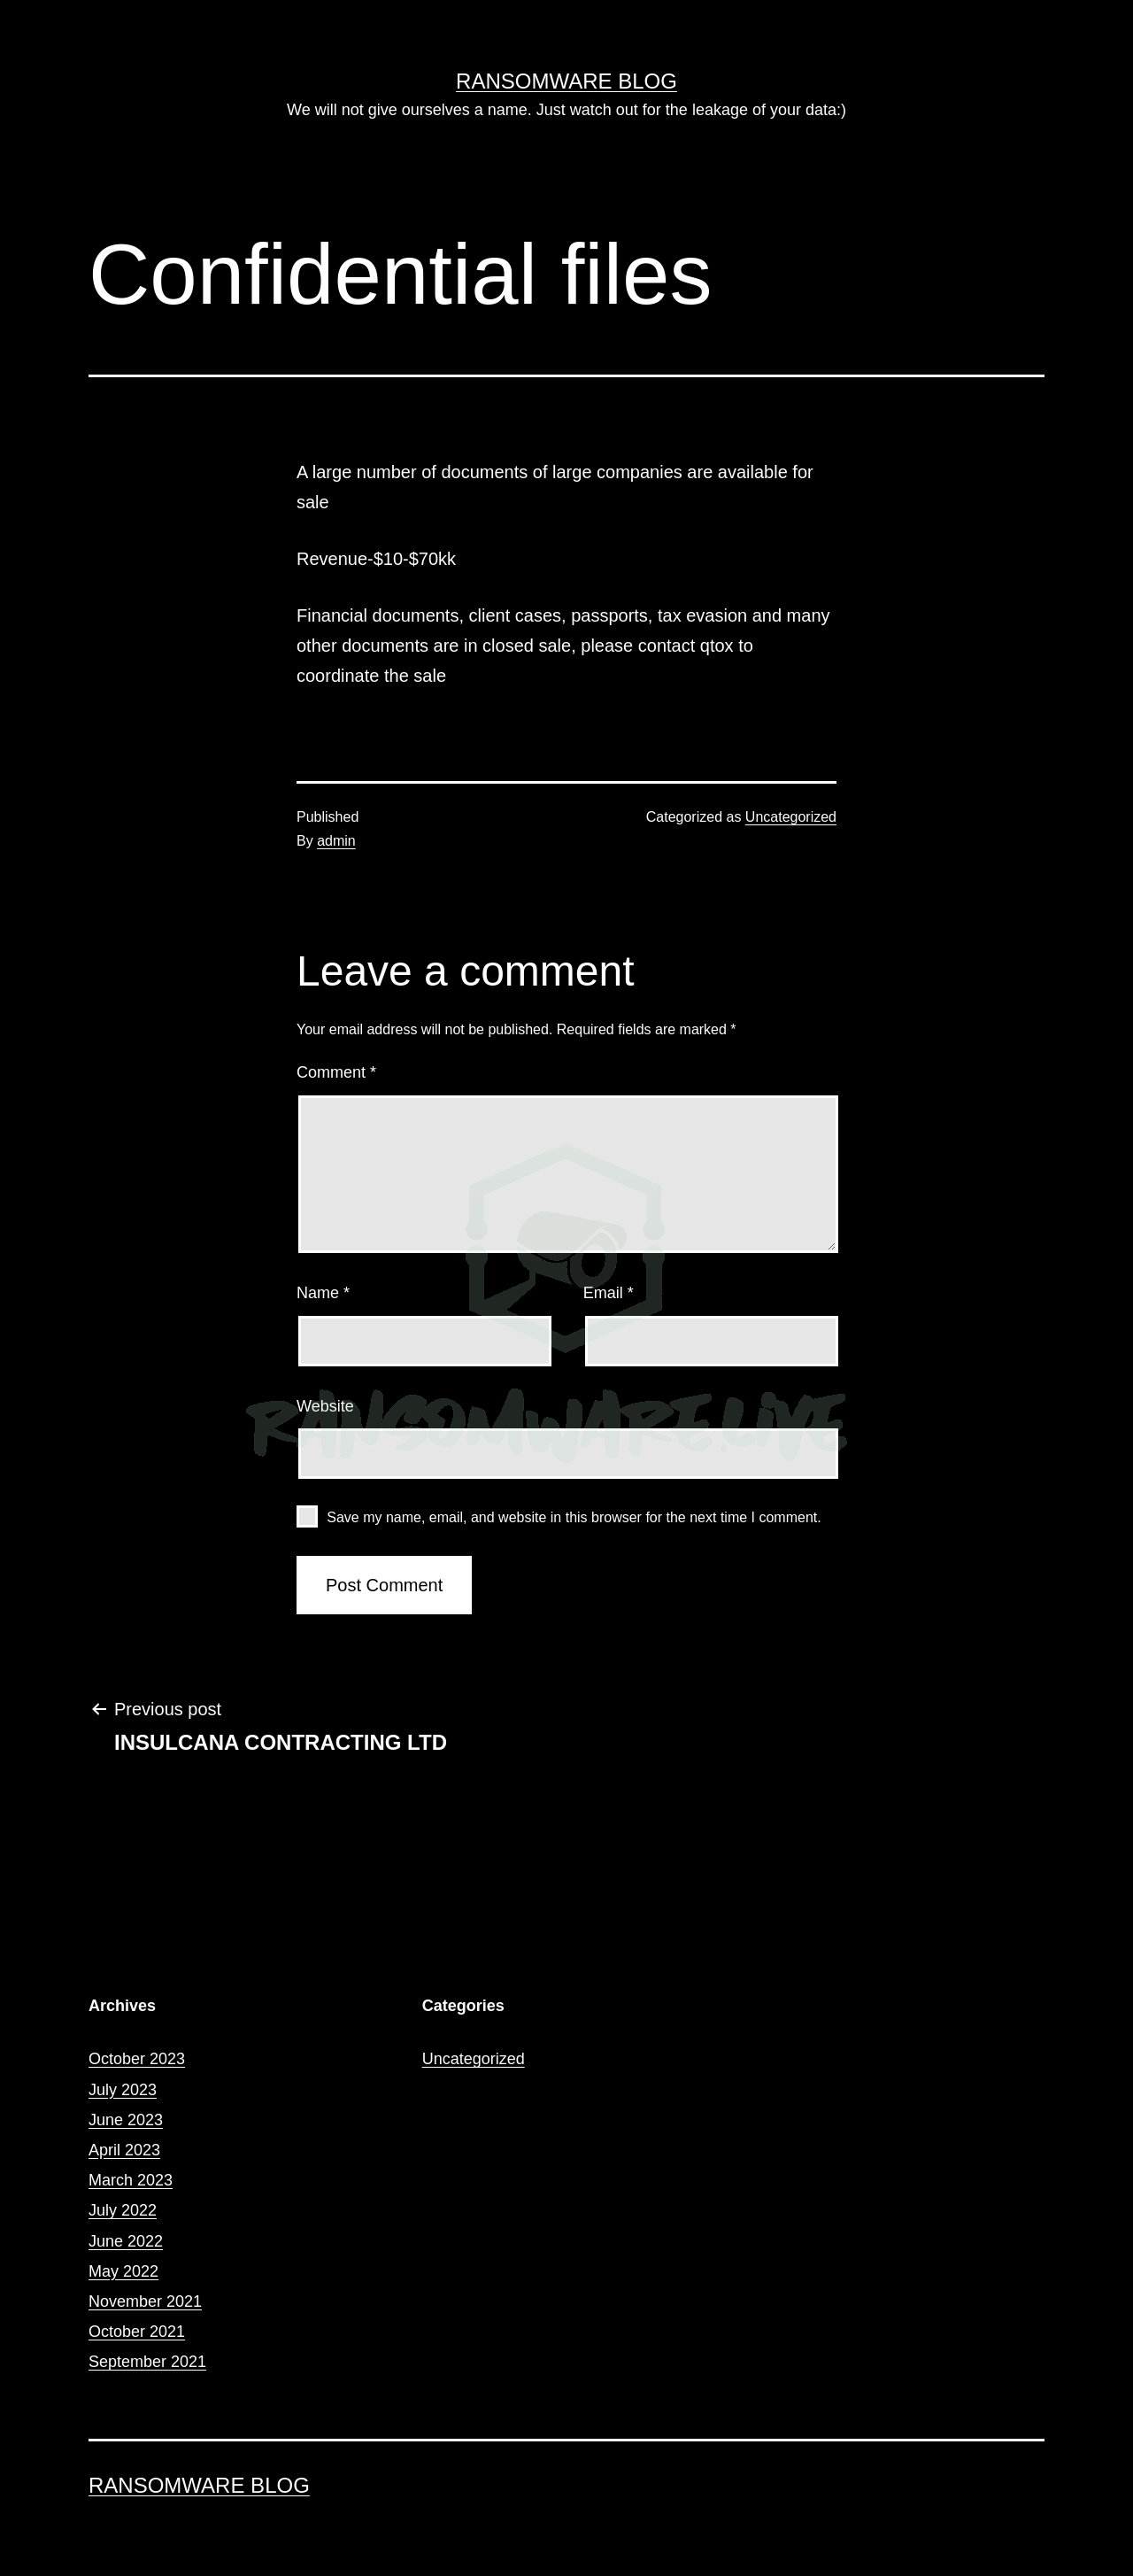 RANSOMWARE BLOG
We will not give ourselves a name. Just watch out for the leakage of your data:)
Confidential files
A large number of documents of large companies are available for
sale
Revenue-$10-$70kk
Financial documents, client cases, passports, tax evasion and many
other documents are in closed sale, please contact qtox to
coordinate the sale
Published
Categorized as Uncategorized
By admin
Leave a comment
Your email address will not be published. Required fields are marked *
Comment *
Name *
Email *
RANSOMWARE.LIVE
Website
Save my name, email, and website in this browser for the next time I comment.
Post Comment
Previous post
INSULCANA CONTRACTING LTD
Archives
October 2023
July 2023
June 2023
April 2023
March 2023
July 2022
June 2022
May 2022
November 2021
October 2021
September 2021
Categories
Uncategorized
RANSOMWARE BLOG